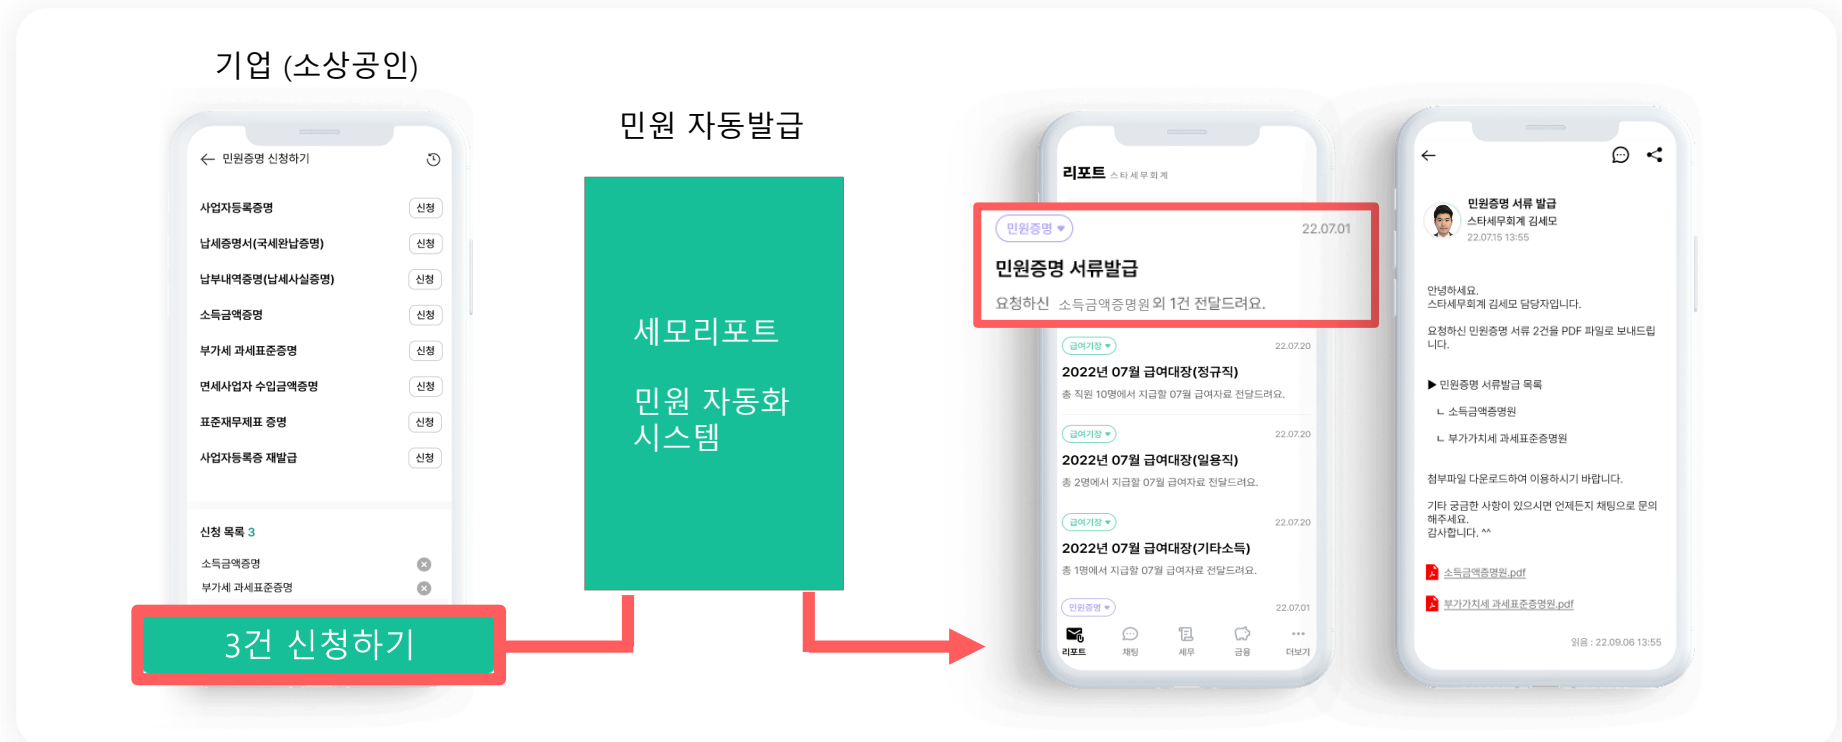 기업 (소상공인)
민원증명 신청하기
사업자등록증명 신청
납세증명서(국세완납증명) 신청
납부내역증명(납세사실증명) 신청
소득금액증명 신청
부가세 과세표준증명 신청
면세사업자 수입금액증명 신청
표준재무제표 증명 신청
사업자등록증 재발급 신청
신청 목록 3
소득금액증명
부가세 과세표준증명
3건 신청하기
민원 자동발급
세모리포트
민원 자동화
시스템
리포트 스타세무회계
민원증명 22.07.01
민원증명 서류발급
요청하신 소득금액증명원 외 1건 전달드려요.
급여기장 22.07.20
2022년 07월 급여대장(정규직)
총 직원 10명에서 지급할 07월 급여자료 전달드려요.
급여기장 22.07.20
2022년 07월 급여대장(일용직)
총 2명에서 지급할 07월 급여자료 전달드려요.
급여기장 22.07.20
2022년 07월 급여대장(기타소득)
총 1명에서 지급할 07월 급여자료 전달드려요.
민원증명 22.07.01
리포트 채팅 세무 금융 더보기
민원증명 서류 발급
스타세무회계 김세모
22.07.15 13:55
안녕하세요.
스타세무회계 김세모 담당자입니다.
요청하신 민원증명 서류 2건을 PDF 파일로 보내드립
니다.
▶ 민원증명 서류발급 목록
ㄴ 소득금액증명원
ㄴ 부가가치세 과세표준증명원
첨부파일 다운로드하여 이용하시기 바랍니다.
기타 궁금한 사항이 있으시면 언제든지 채팅으로 문의
해주세요.
감사합니다. ^^
소득금액증명원.pdf
부가가치세 과세표준증명원.pdf
읽음 : 22.09.06 13:55